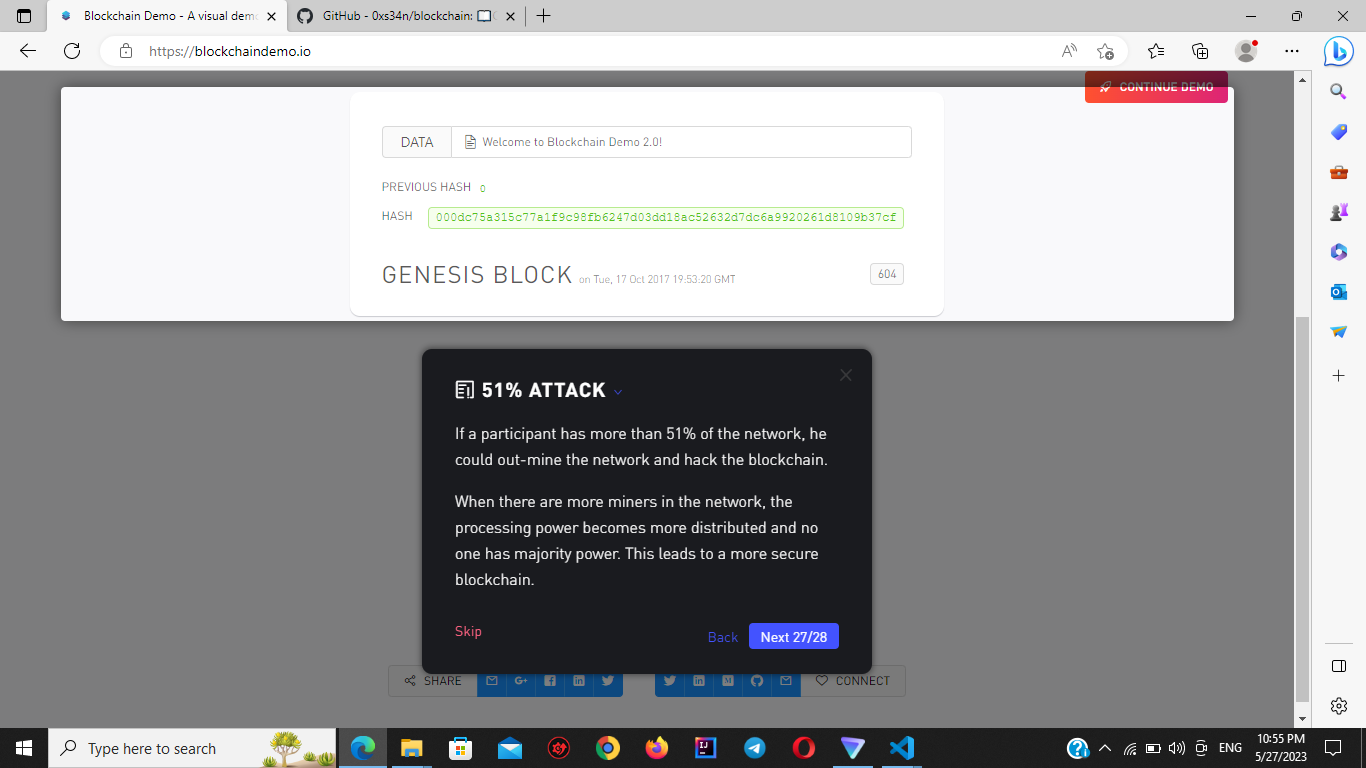 Blockchain Demo - A visual demo
GitHub - 0xs34n/blockchain:
https://blockchaindemo.io
CONTINUE DEMO
DATA
Welcome to Blockchain Demo 2.0!
PREVIOUS HASH 0
HASH 000dc75a315c77a1f9c98fb6247d03dd18ac52632d7dc6a9920261d8109b37cf
GENESIS BLOCK on Tue, 17 Oct 2017 19:53:20 GMT
604
51% ATTACK
If a participant has more than 51% of the network, he
could out-mine the network and hack the blockchain.
When there are more miners in the network, the
processing power becomes more distributed and no
one has majority power. This leads to a more secure
blockchain.
Skip
Back
Next 27/28
SHARE
CONNECT
Type here to search
ENG
10:55 PM
5/27/2023